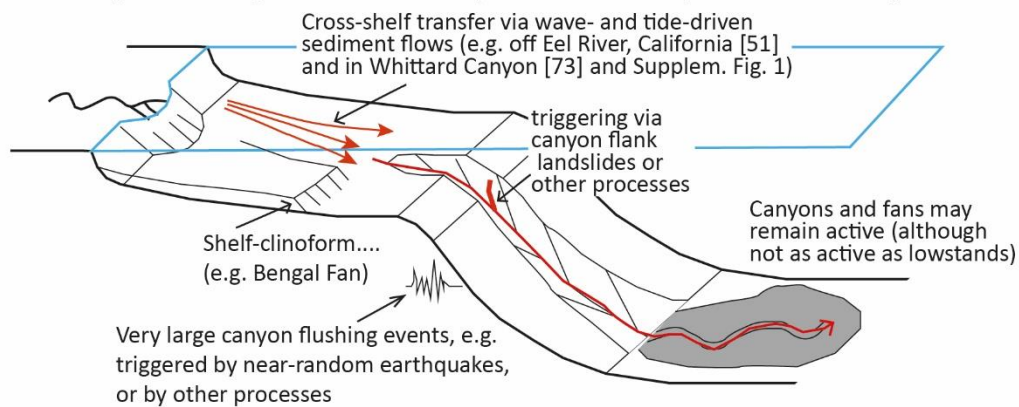 Cross-shelf transfer via wave- and tide-driven
sediment flows (e.g. off Eel River, California [51]
and in Whittard Canyon [73] and Supplem. Fig. 1)
triggering via
canyon flank
landslides or
other processes
Canyons and fans may
remain active (although
not as active as lowstands)
Shelf-clinoform....
(e.g. Bengal Fan)
Very large canyon flushing events, e.g.
triggered by near-random earthquakes,
or by other processes